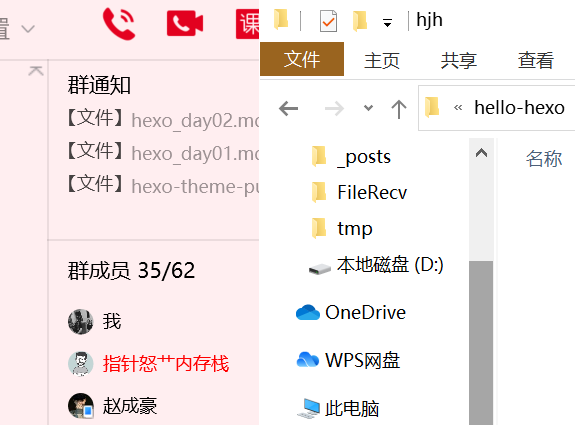 置
课
群通知
【文件】hexo_day02.md
【文件】hexo_day01.md
【文件】hexo-theme-pu
群成员 35/62
我
指针怒艹内存栈
赵成豪
hjh
文件 主页 共享 查看
« hello-hexo
名称
_posts
FileRecv
tmp
本地磁盘 (D:)
OneDrive
WPS网盘
此电脑